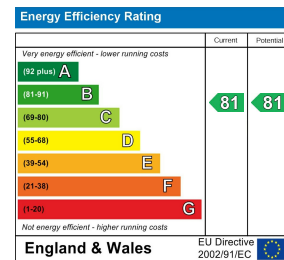 Energy Efficiency Rating
Current Potential
Very energy efficient - lower running costs
(92 plus) A
(81-91) B
81 81
(69-80) C
(55-68) D
(39-54) E
(21-38) F
(1-20) G
Not energy efficient - higher running costs
England & Wales
EU Directive
2002/91/EC